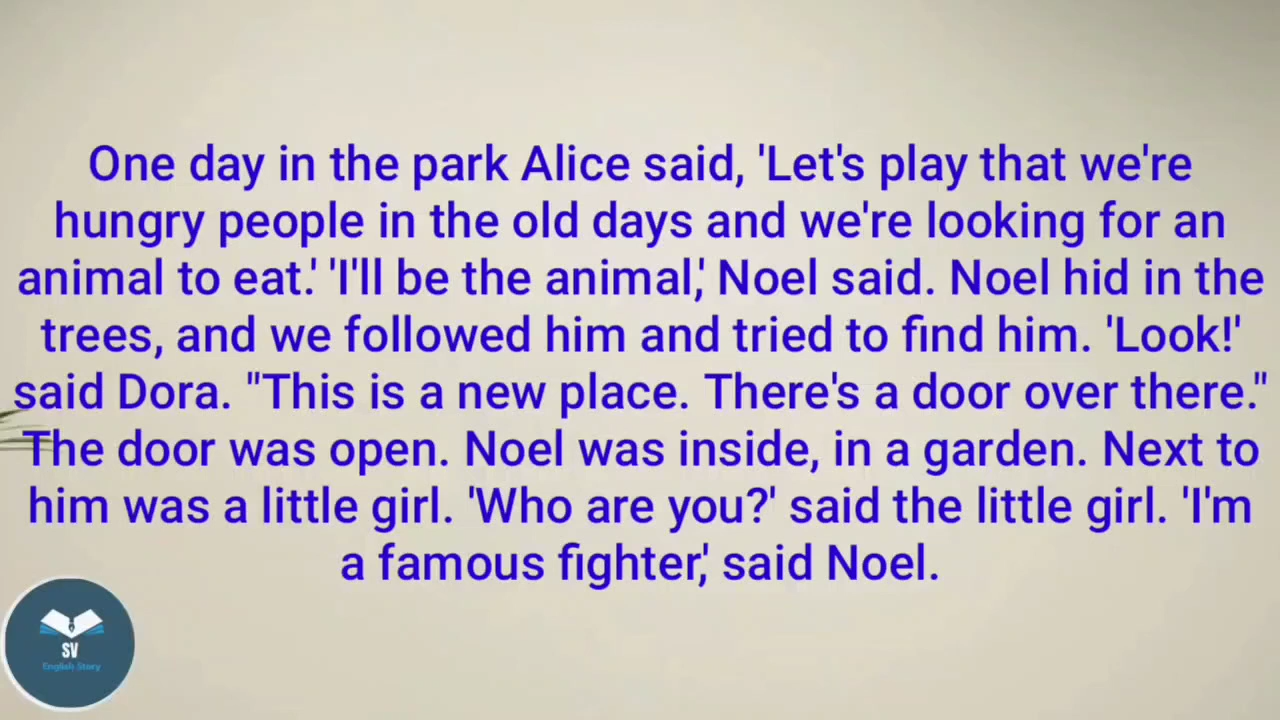 One day in the park Alice said, 'Let's play that we're
hungry people in the old days and we're looking for an
animal to eat.' 'I'll be the animal,' Noel said. Noel hid in the
trees, and we followed him and tried to find him. 'Look!'
said Dora. "This is a new place. There's a door over there."
The door was open. Noel was inside, in a garden. Next to
him was a little girl. 'Who are you?' said the little girl. 'I'm
a famous fighter,' said Noel.
SV
English Story